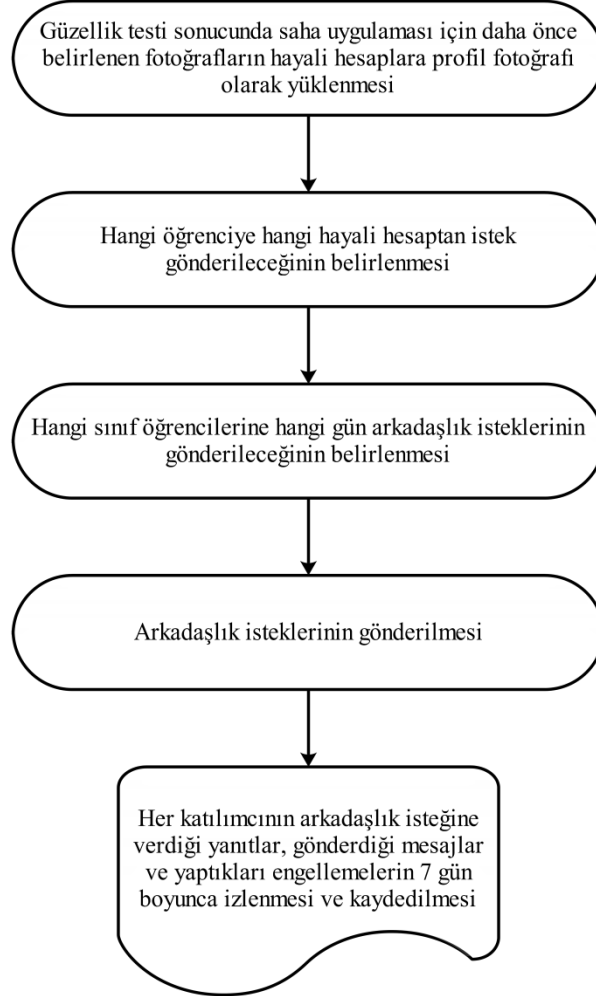 Güzellik testi sonucunda saha uygulaması için daha önce
belirlenen fotoğrafların hayali hesaplara profil fotoğrafı
olarak yüklenmesi
Hangi öğrenciye hangi hayali hesaptan istek
gönderileceğinin belirlenmesi
Hangi sınıf öğrencilerine hangi gün arkadaşlık isteklerinin
gönderileceğinin belirlenmesi
Arkadaşlık isteklerinin gönderilmesi
Her katılımcının arkadaşlık isteğine
verdiği yanıtlar, gönderdiği mesajlar
ve yaptıkları engellemelerin 7 gün
boyunca izlenmesi ve kaydedilmesi